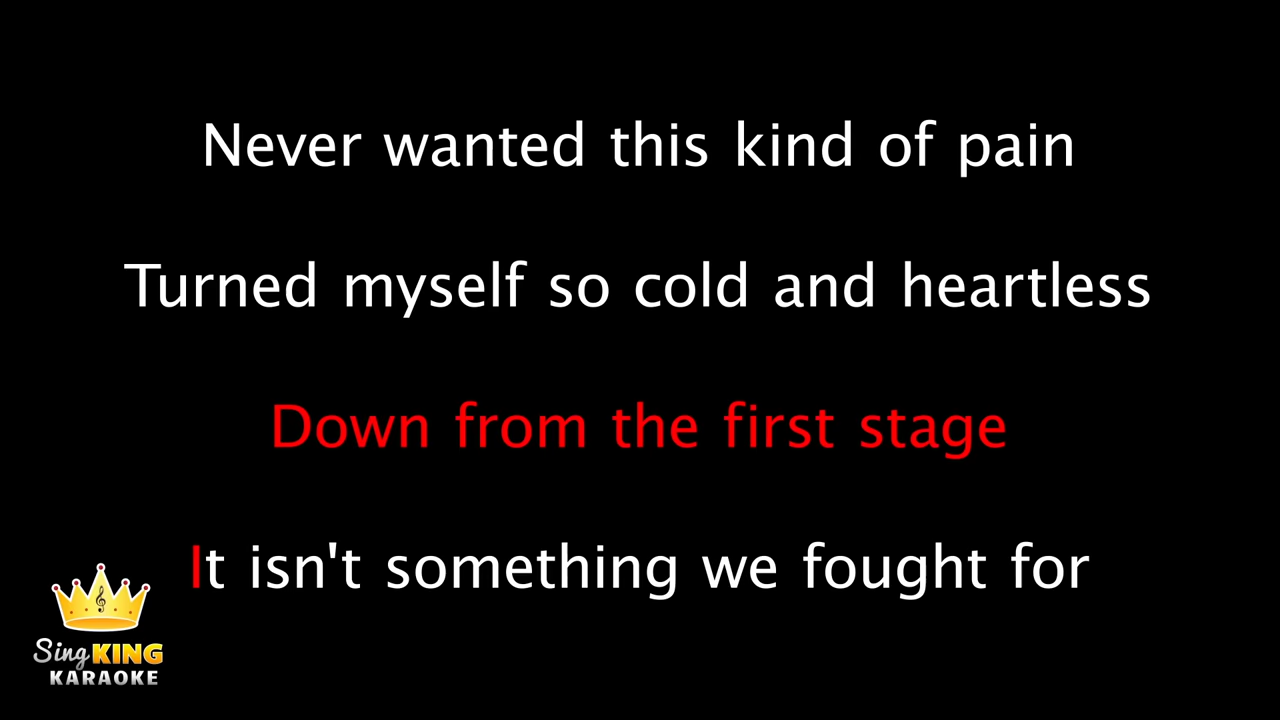 Never wanted this kind of pain
Turned myself so cold and heartless
Down from the first stage
It isn't something we fought for
Sing KING
KARAOKE